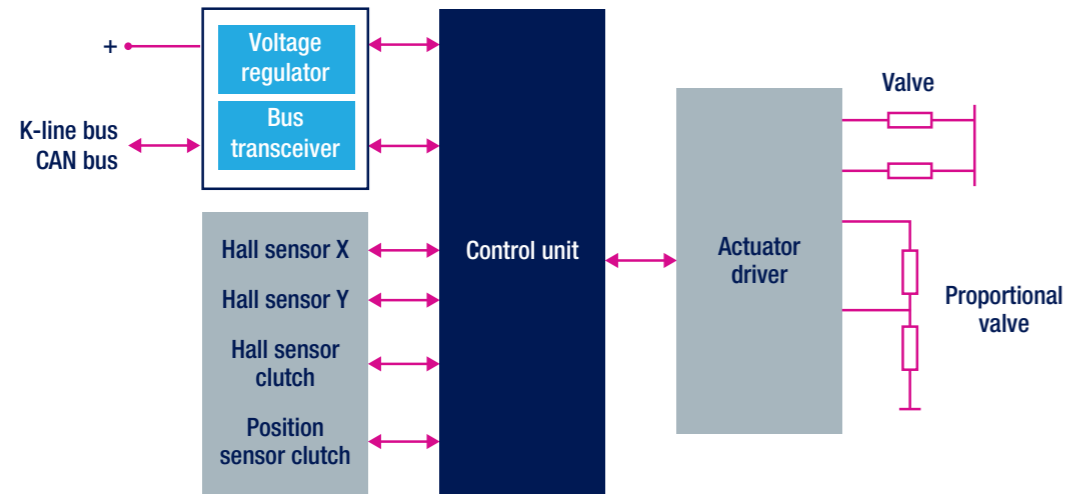 +
Voltage
regulator
K-line bus
CAN bus
Bus
transceiver
Hall sensor X
Hall sensor Y
Hall sensor
clutch
Position
sensor clutch
Control unit
Actuator
driver
Valve
Proportional
valve